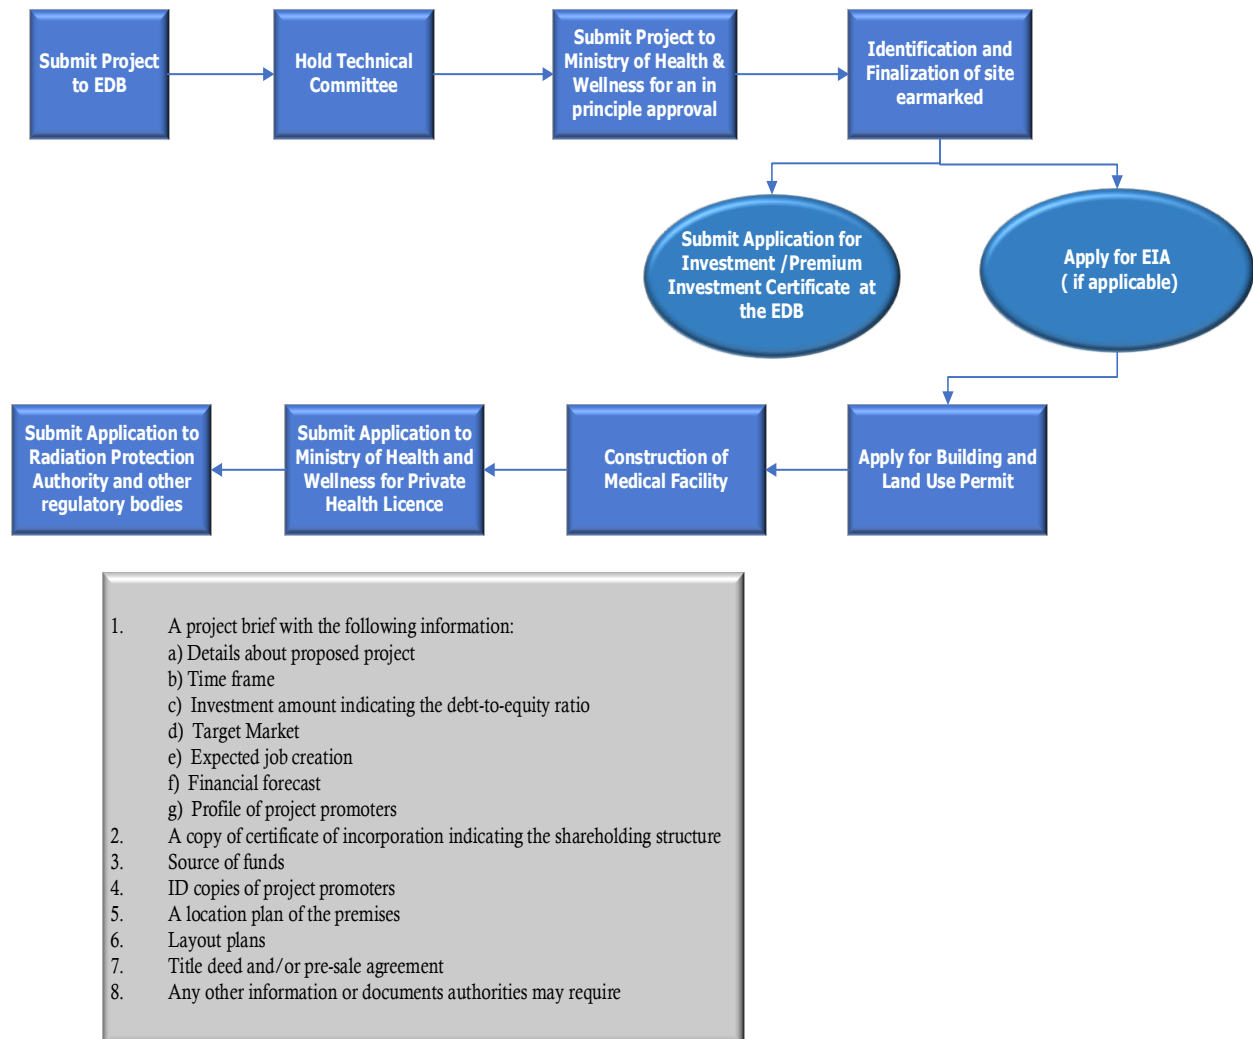 Submit Project
to EDB
Hold Technical
Committee
Submit Project to
Ministry of Health &
Wellness for an in
principle approval
Identification and
Finalization of site
earmarked
Submit Application for
Investment /Premium
Investment Certificate at
the EDB
Apply for EIA
( if applicable)
Submit Application to
Radiation Protection
Authority and other
regulatory bodies
Submit Application to
Ministry of Health and
Wellness for Private
Health Licence
Construction of
Medical Facility
Apply for Building and
Land Use Permit
1. A project brief with the following information:
a) Details about proposed project
b) Time frame
c) Investment amount indicating the debt-to-equity ratio
d) Target Market
e) Expected job creation
f) Financial forecast
g) Profile of project promoters
2. A copy of certificate of incorporation indicating the shareholding structure
3. Source of funds
4. ID copies of project promoters
5. A location plan of the premises
6. Layout plans
7. Title deed and/or pre-sale agreement
8. Any other information or documents authorities may require